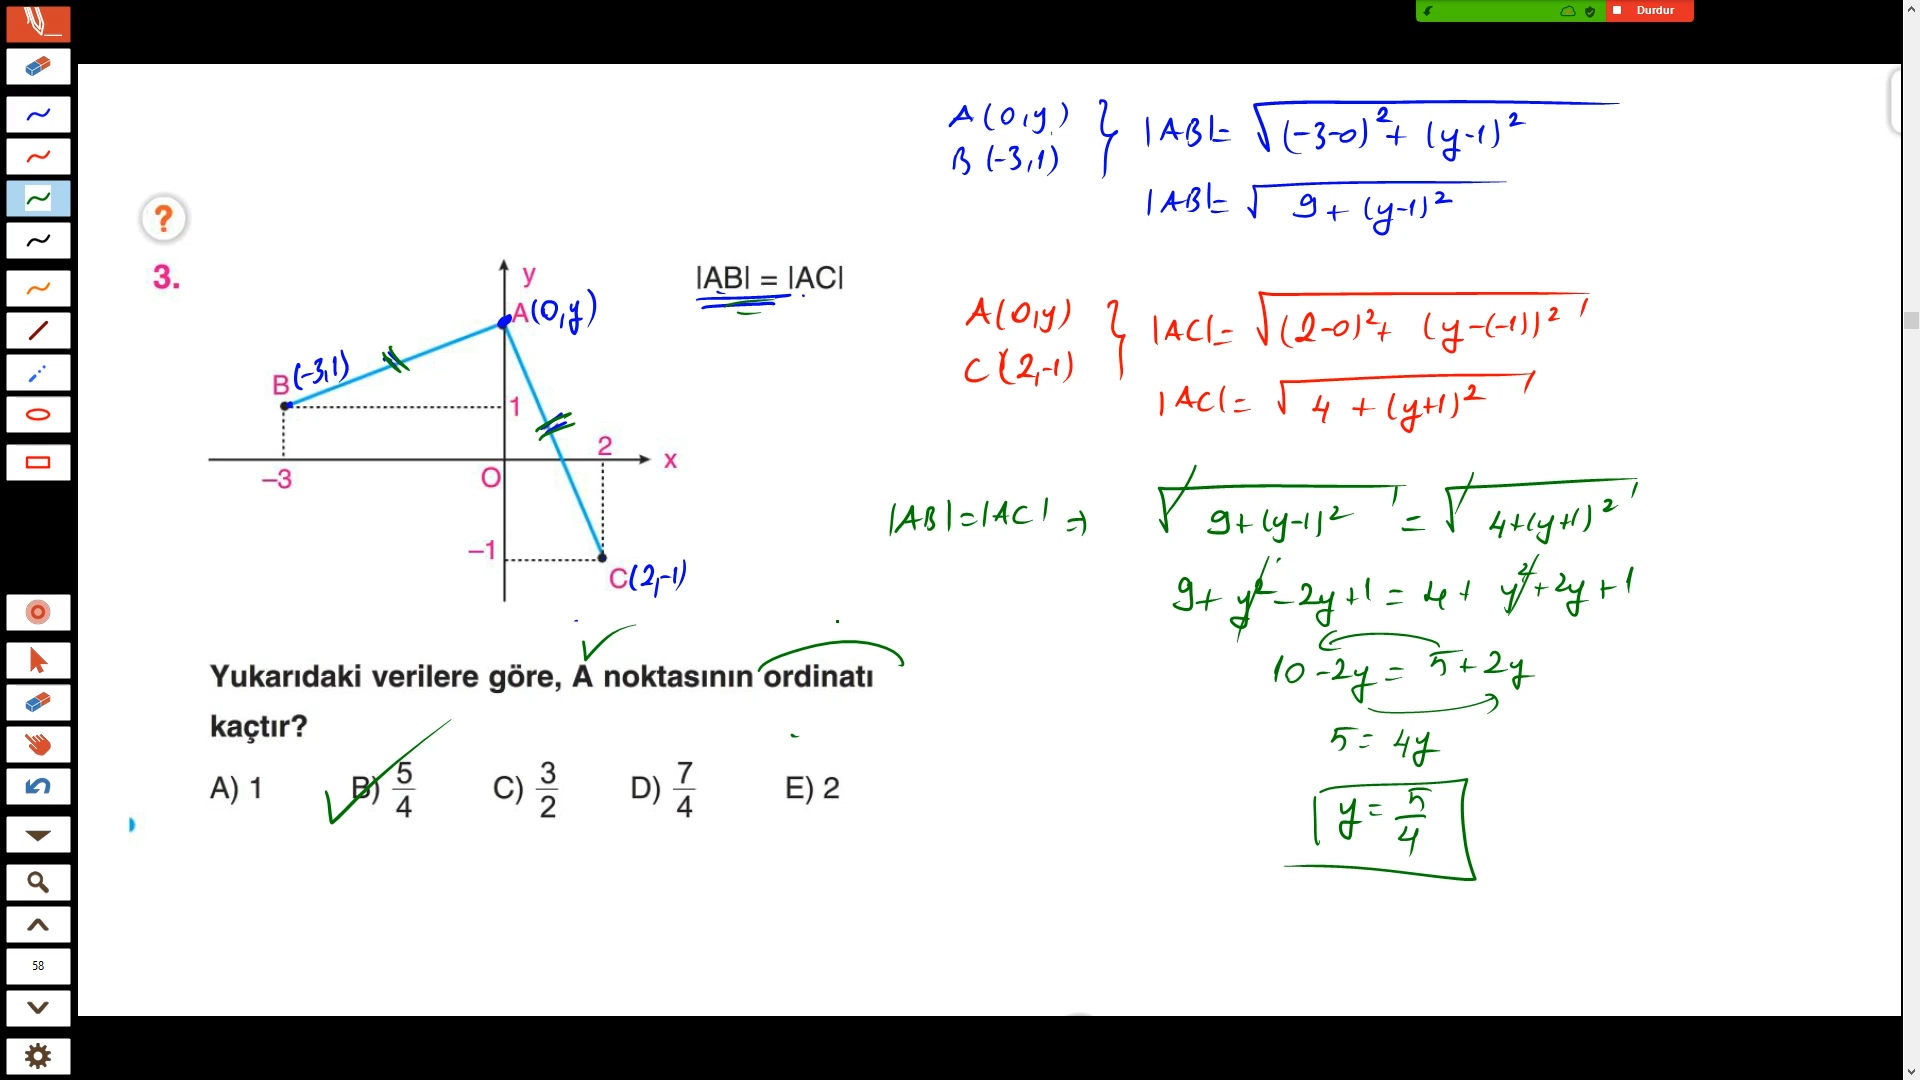 Durdur
A(0,y)
B(-3,1)
|AB|= √(-3-0)²+(y-1)²
|AB|= √9+(y-1)²
?
3.
y
A(0,y)
|AB| = |AC|
B(-3,1)
1
2
x
–3
O
–1
C(2,-1)
A(0,y)
C(2,-1)
|AC|= √(2-0)²+(y-(-1))²
|AC|= √4+(y+1)²
|AB|=|AC| ⇒ √9+(y-1)² = √4+(y+1)²
9+y²-2y+1=4+y²+2y+1
10-2y=5+2y
5=4y
y=5/4
Yukarıdaki verilere göre, A noktasının ordinatı
kaçtır?
A) 1 B) 5/4 C) 3/2 D) 7/4 E) 2
58